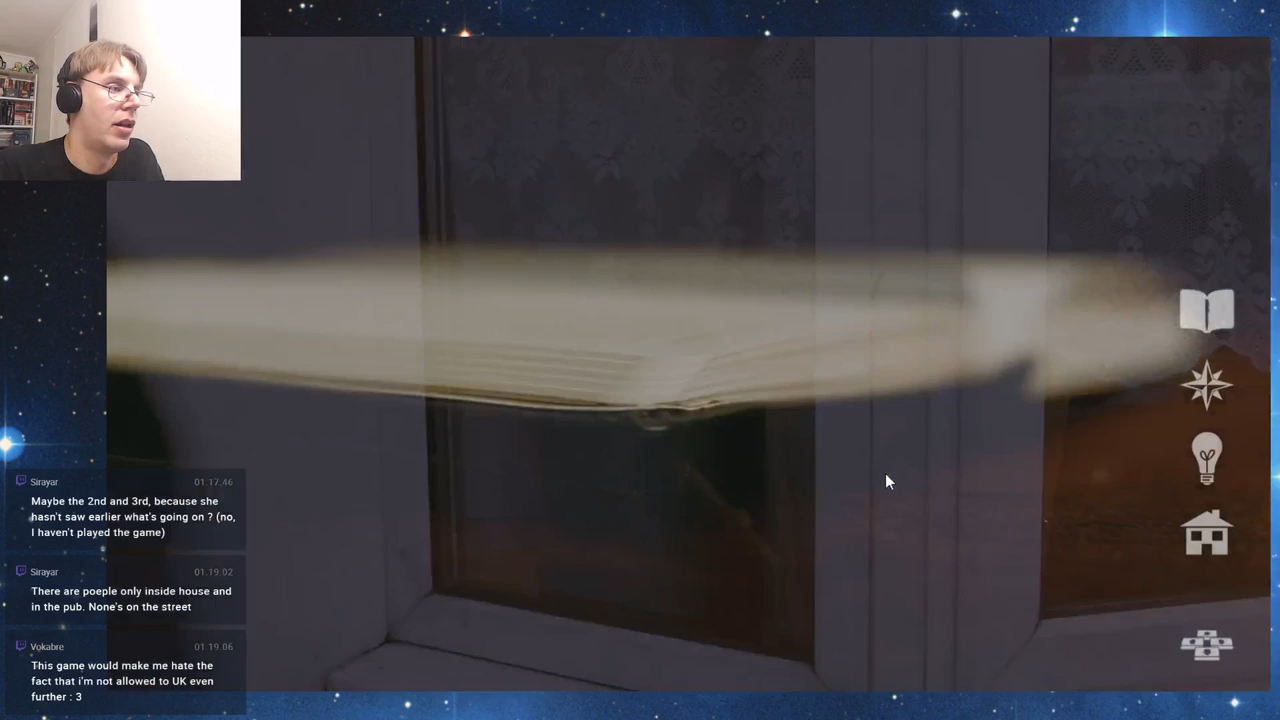 Sirayar 01.17.46
Maybe the 2nd and 3rd, because she
hasn't saw earlier what's going on ? (no,
I haven't played the game)
Sirayar 01.19.02
There are poeple only inside house and
in the pub. None's on the street
Vokabre 01.19.06
This game would make me hate the
fact that i'm not allowed to UK even
further : 3